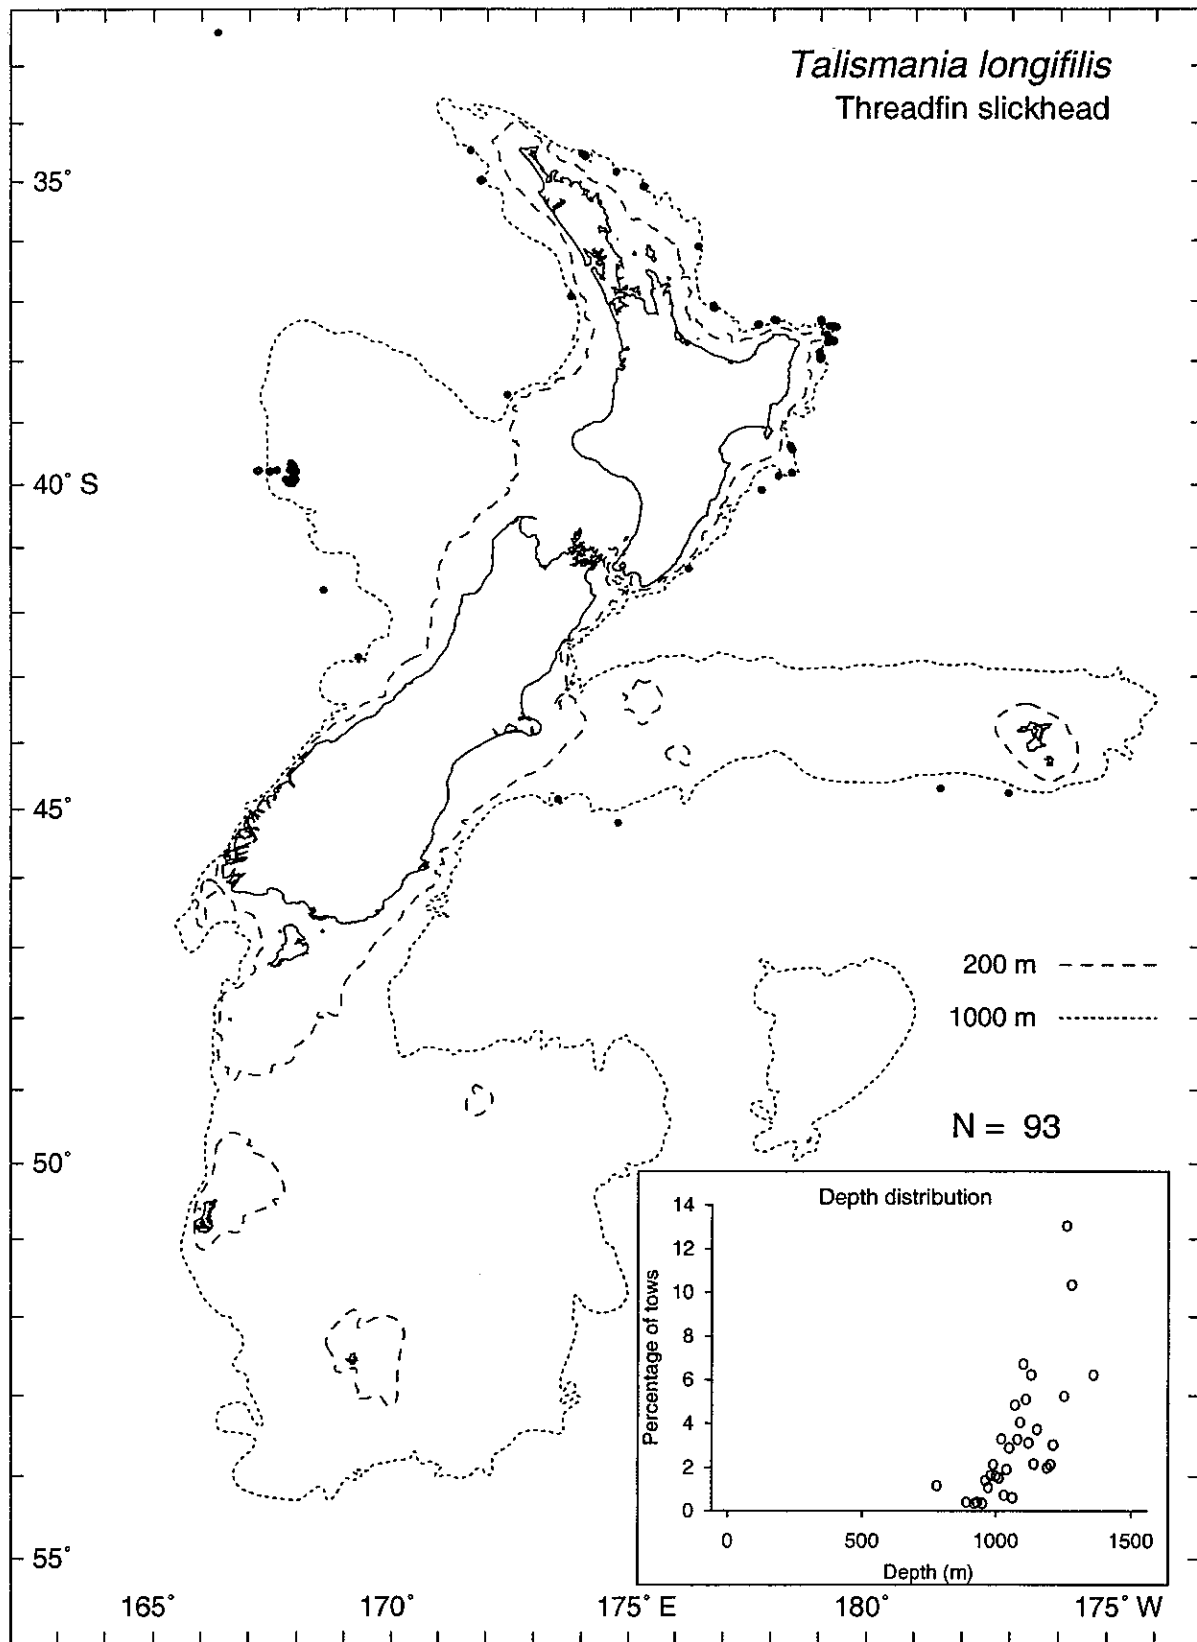 Talismania longifilis
Threadfin slickhead
35°
40° S
45°
50°
55°
200 m
1000 m
N = 93
Depth distribution
Percentage of tows
14
12
10
8
6
4
2
0
0 500 1000 1500
Depth (m)
165° 170° 175° E 180° 175° W